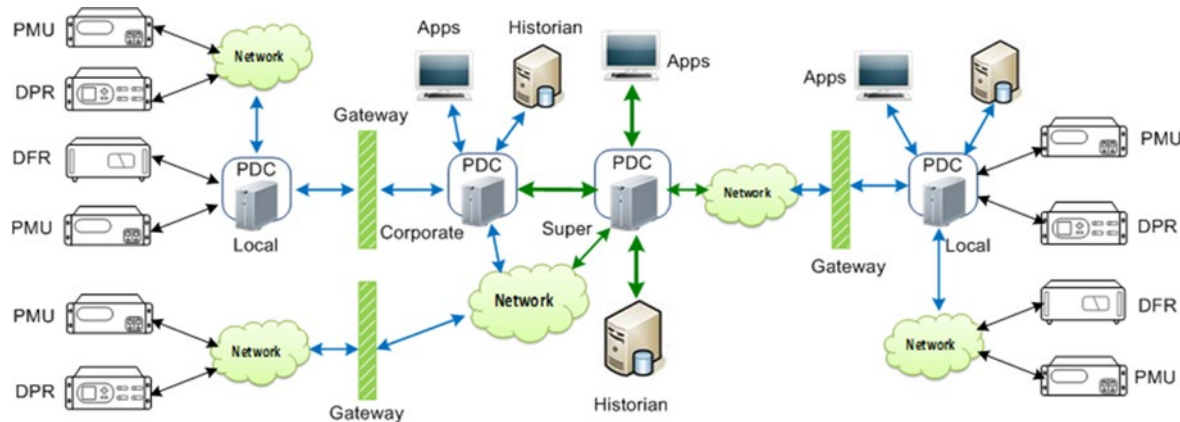 PMU
DPR
DFR
PMU
PMU
DPR
Network
PDC
Local
Network
Gateway
Gateway
Apps
Historian
PDC
Corporate
Network
Apps
PDC
Super
Historian
Network
Gateway
Apps
PDC
Local
Network
PMU
DPR
DFR
PMU